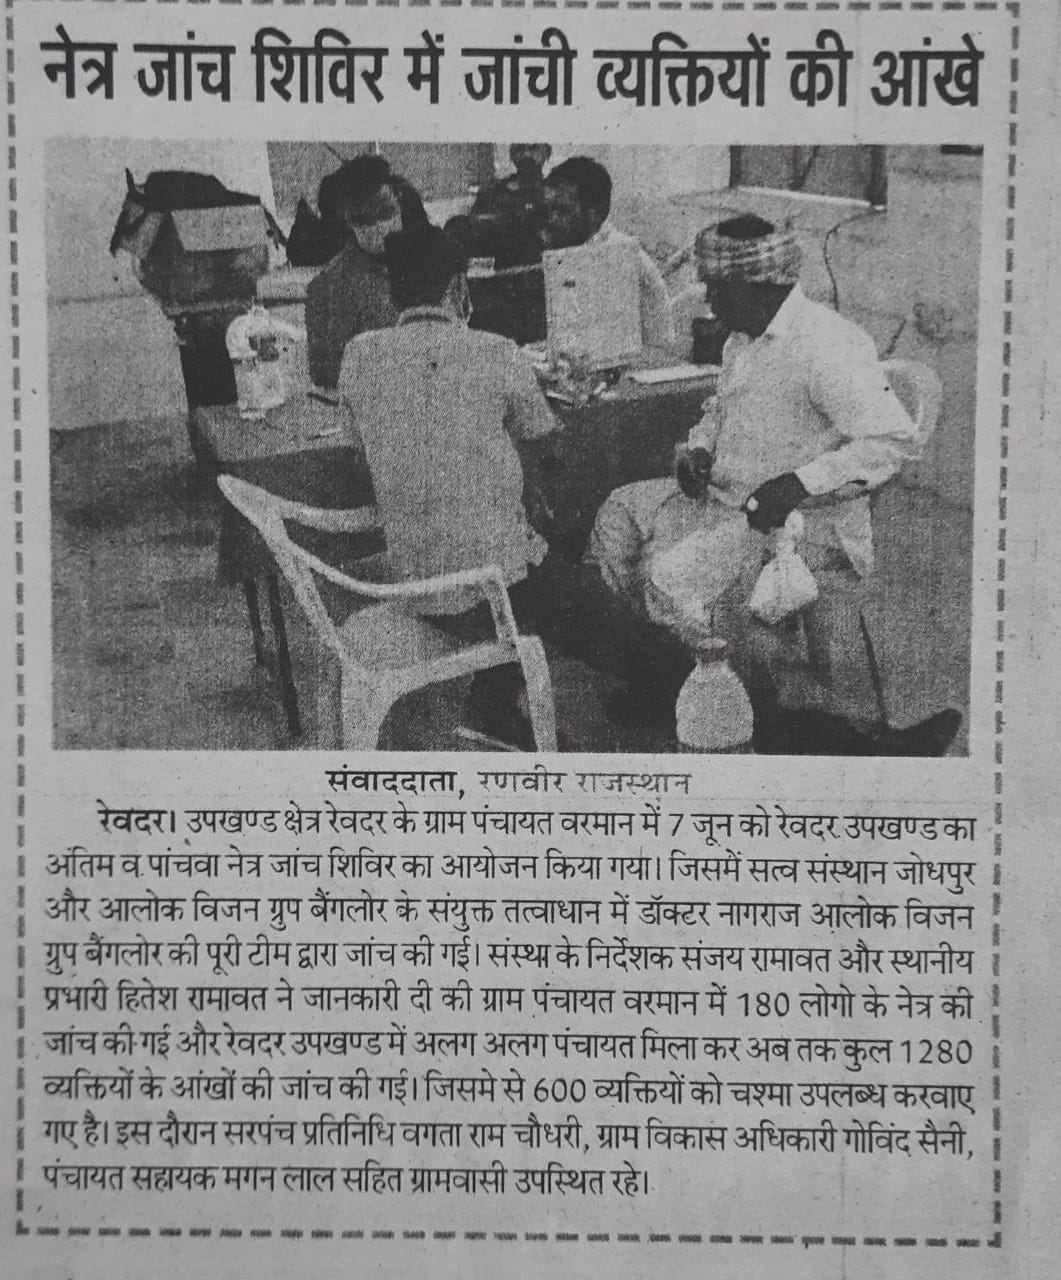 नेत्र जांच शिविर में जांची व्यक्तियों की आंखे
संवाददाता, रणवीर राजस्थान
रेवदर। उपखण्ड क्षेत्र रेवदर के ग्राम पंचायत वरमान में 7 जून को रेवदर उपखण्ड का
अंतिम व पांचवा नेत्र जांच शिविर का आयोजन किया गया। जिसमें सत्व संस्थान जोधपुर
और आलोक विजन ग्रुप बैंगलोर के संयुक्त तत्वाधान में डॉक्टर नागराज आलोक विजन
ग्रुप बैंगलोर की पूरी टीम द्वारा जांच की गई। संस्था के निर्देशक संजय रामावत और स्थानीय
प्रभारी हितेश रामावत ने जानकारी दी की ग्राम पंचायत वरमान में 180 लोगो के नेत्र की
जांच की गई और रेवदर उपखण्ड में अलग अलग पंचायत मिला कर अब तक कुल 1280
व्यक्तियों के आंखों की जांच की गई। जिसमे से 600 व्यक्तियों को चश्मा उपलब्ध करवाए
गए है। इस दौरान सरपंच प्रतिनिधि वगता राम चौधरी, ग्राम विकास अधिकारी गोविंद सैनी,
पंचायत सहायक मगन लाल सहित ग्रामवासी उपस्थित रहे।